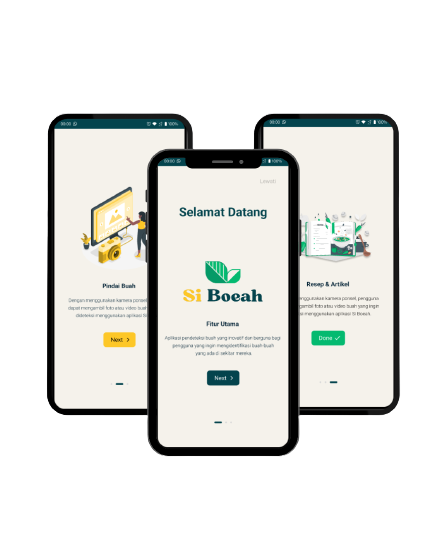 09:00
100%
Pindai Buah
Dengan menggunakan kamera ponsel,
dapat mengambil foto atau video buah
dideteksi menggunakan aplikasi Si
Next
09:00
100%
Lewati
Selamat Datang
Si Boeah
Fitur Utama
Aplikasi pendeteksi buah yang inovatif dan berguna bagi
pengguna yang ingin mengidentifikasi buah-buah
yang ada di sekitar mereka.
Next
09:00
100%
Resep & Artikel
menggunakan kamera ponsel, pengguna
mengambil foto atau video buah yang ingin
menggunakan aplikasi Si Boeah.
Done